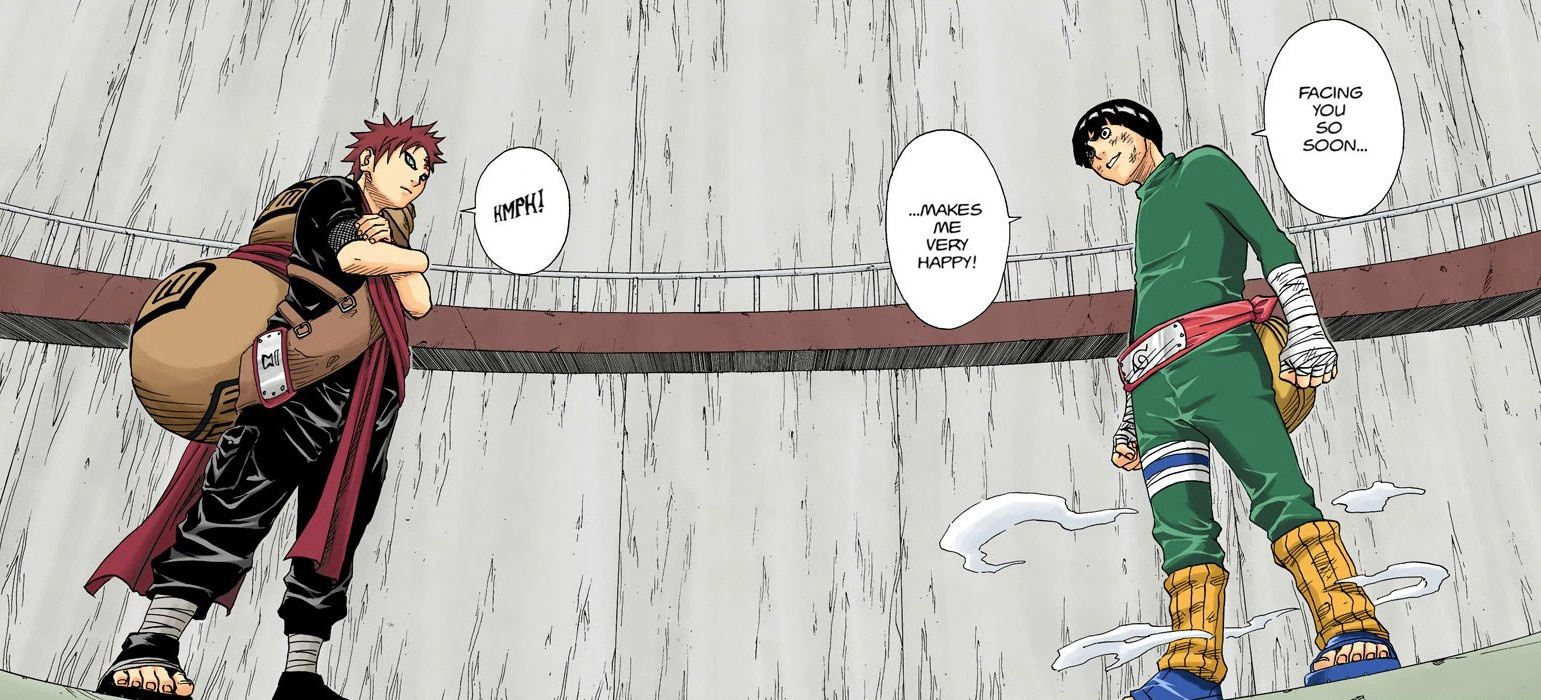 FACING
YOU
SO
SOON...
...MAKES
ME
VERY
HAPPY!
HMPH!